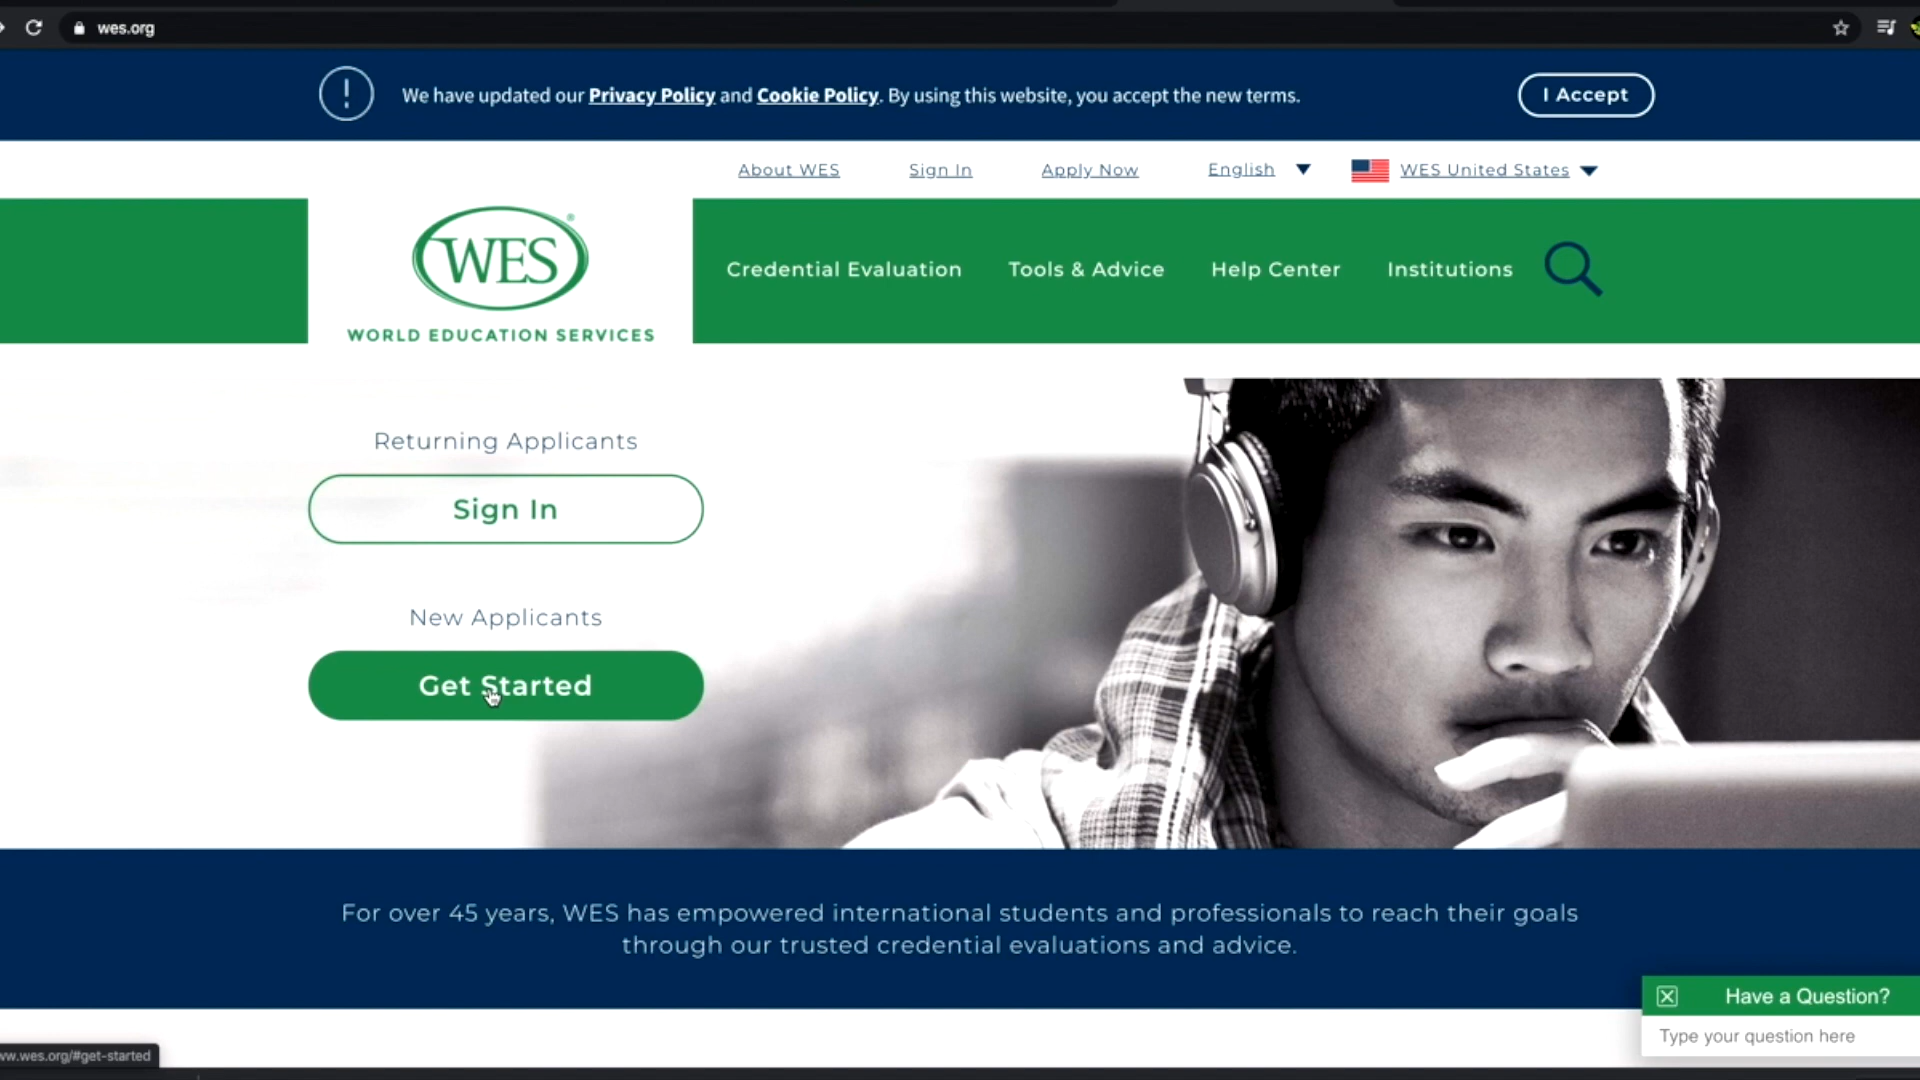 wes.org
We have updated our Privacy Policy and Cookie Policy. By using this website, you accept the new terms.
I Accept
About WES
Sign In
Apply Now
English
WES United States
WES
WORLD EDUCATION SERVICES
Credential Evaluation
Tools & Advice
Help Center
Institutions
Returning Applicants
Sign In
New Applicants
Get Started
For over 45 years, WES has empowered international students and professionals to reach their goals
through our trusted credential evaluations and advice.
Have a Question?
Type your question here
ww.wes.org/#get-started